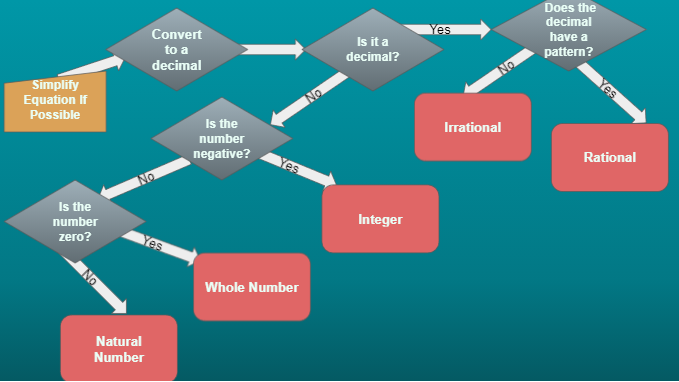 Simplify
Equation If
Possible
Convert
to a
decimal
Is it a
decimal?
Yes
Does the
decimal
have a
pattern?
No
Irrational
Yes
Rational
No
Is the
number
negative?
Yes
Integer
No
Is the
number
zero?
Yes
Whole Number
No
Natural
Number